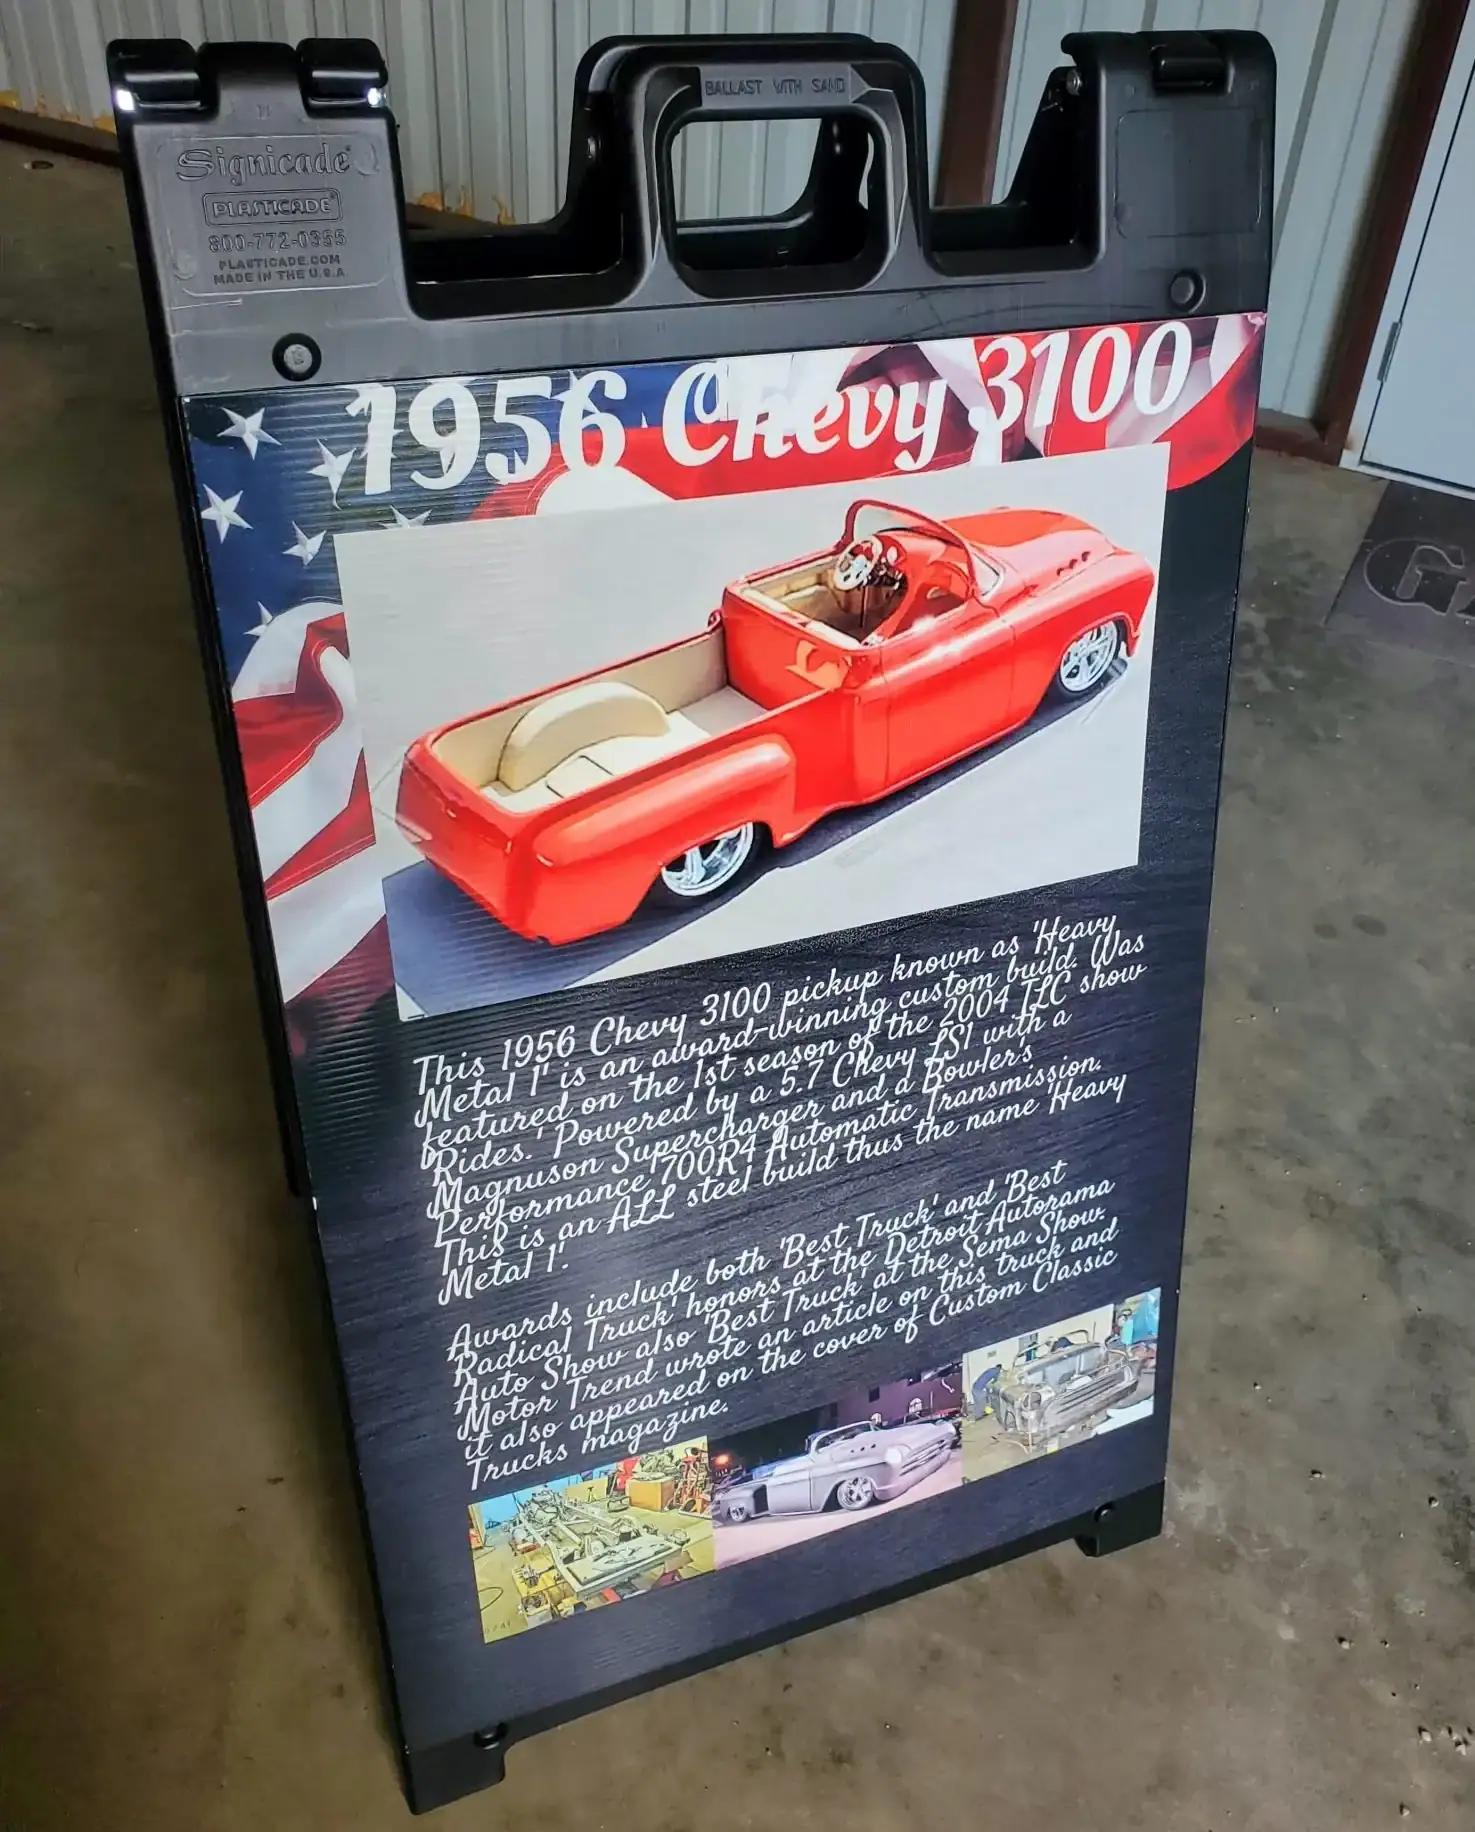 BALLAST WITH SAND
Signicade
PLASTICADE
800-772-0355
PLASTICADE.COM
MADE IN THE U.S.A
1956 Chevy 3100
This 1956 Chevy 3100 pickup known as 'Heavy
Metal 1' is an award-winning custom build. Was
featured on the 1st season of the 2004 TLC show
'Rides.' Powered by a 5.7 Chevy LS1 with a
Magnuson Supercharger and a Bowler's
Performance 700R4 Automatic Transmission.
This is an ALL steel build thus the name 'Heavy
Metal 1'.
Awards include both 'Best Truck' and 'Best
Radical Truck' honors at the Detroit Autorama
Auto Show also 'Best Truck' at the Sema Show.
Motor Trend wrote an article on this truck and
it also appeared on the cover of Custom Classic
Trucks magazine.